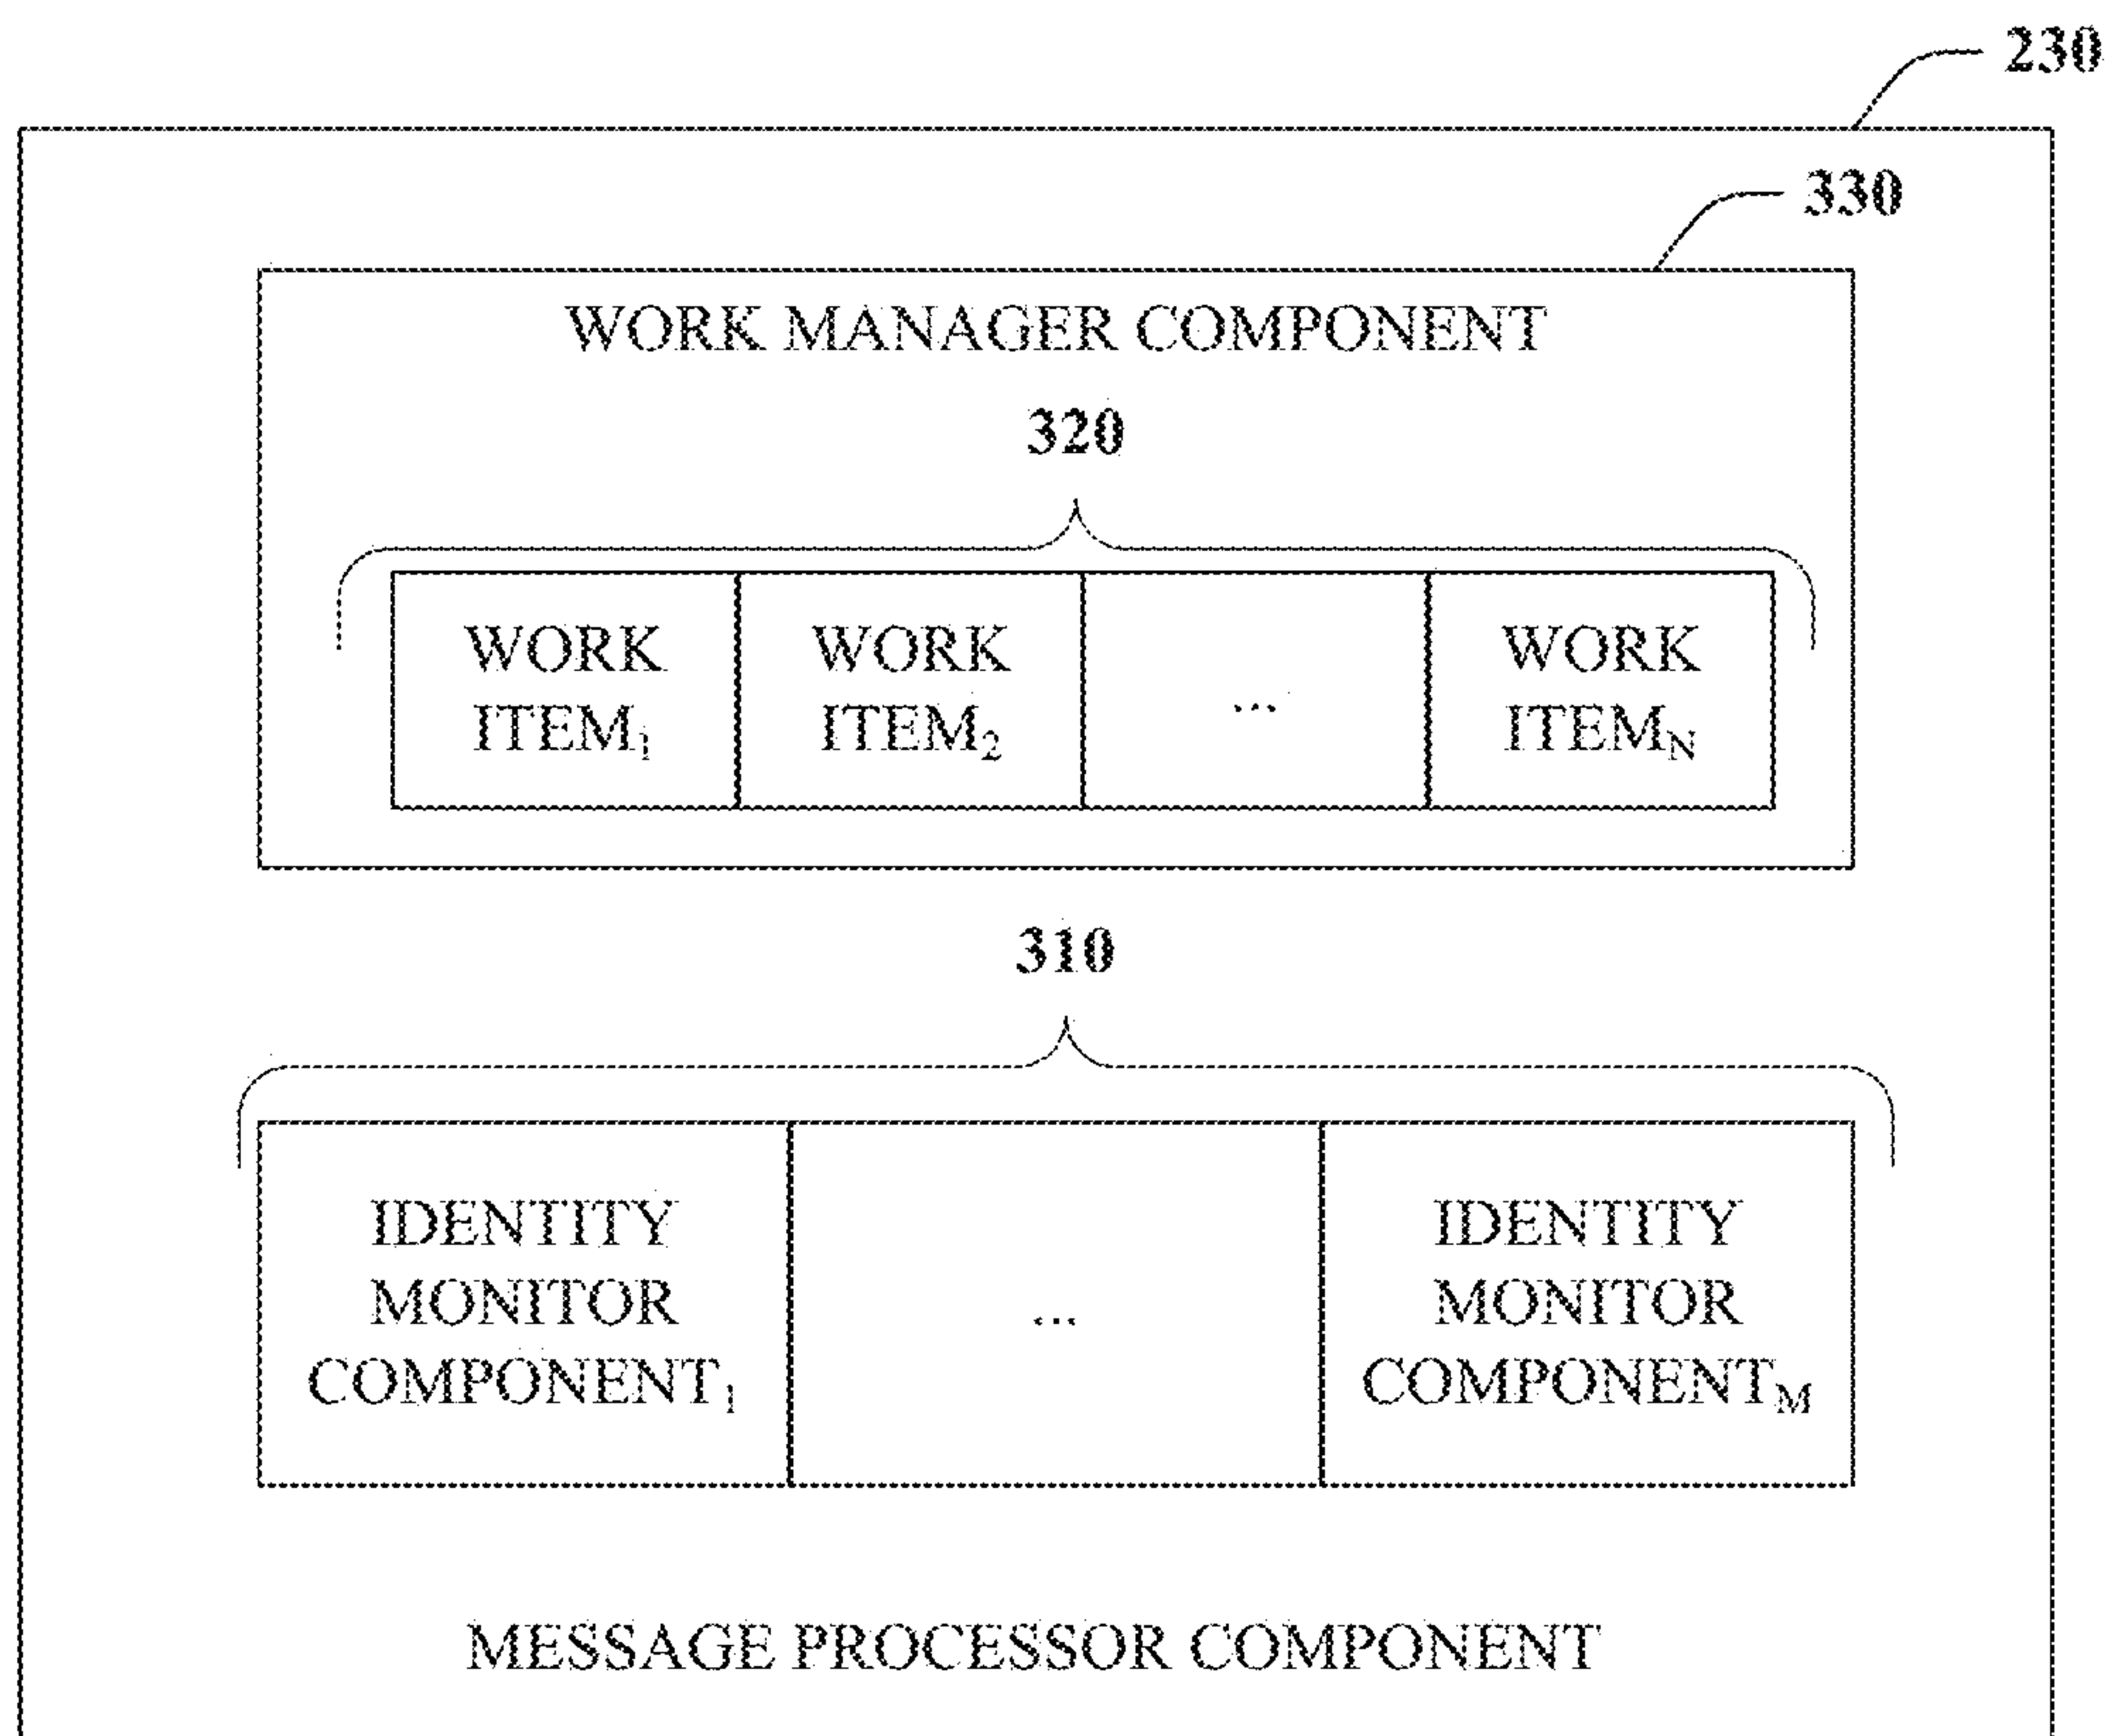 230
330
WORK MANAGER COMPONENT
320
WORK ITEM₁
WORK ITEM₂
...
WORK ITEMN
310
IDENTITY MONITOR COMPONENT₁
...
IDENTITY MONITOR COMPONENTM
MESSAGE PROCESSOR COMPONENT